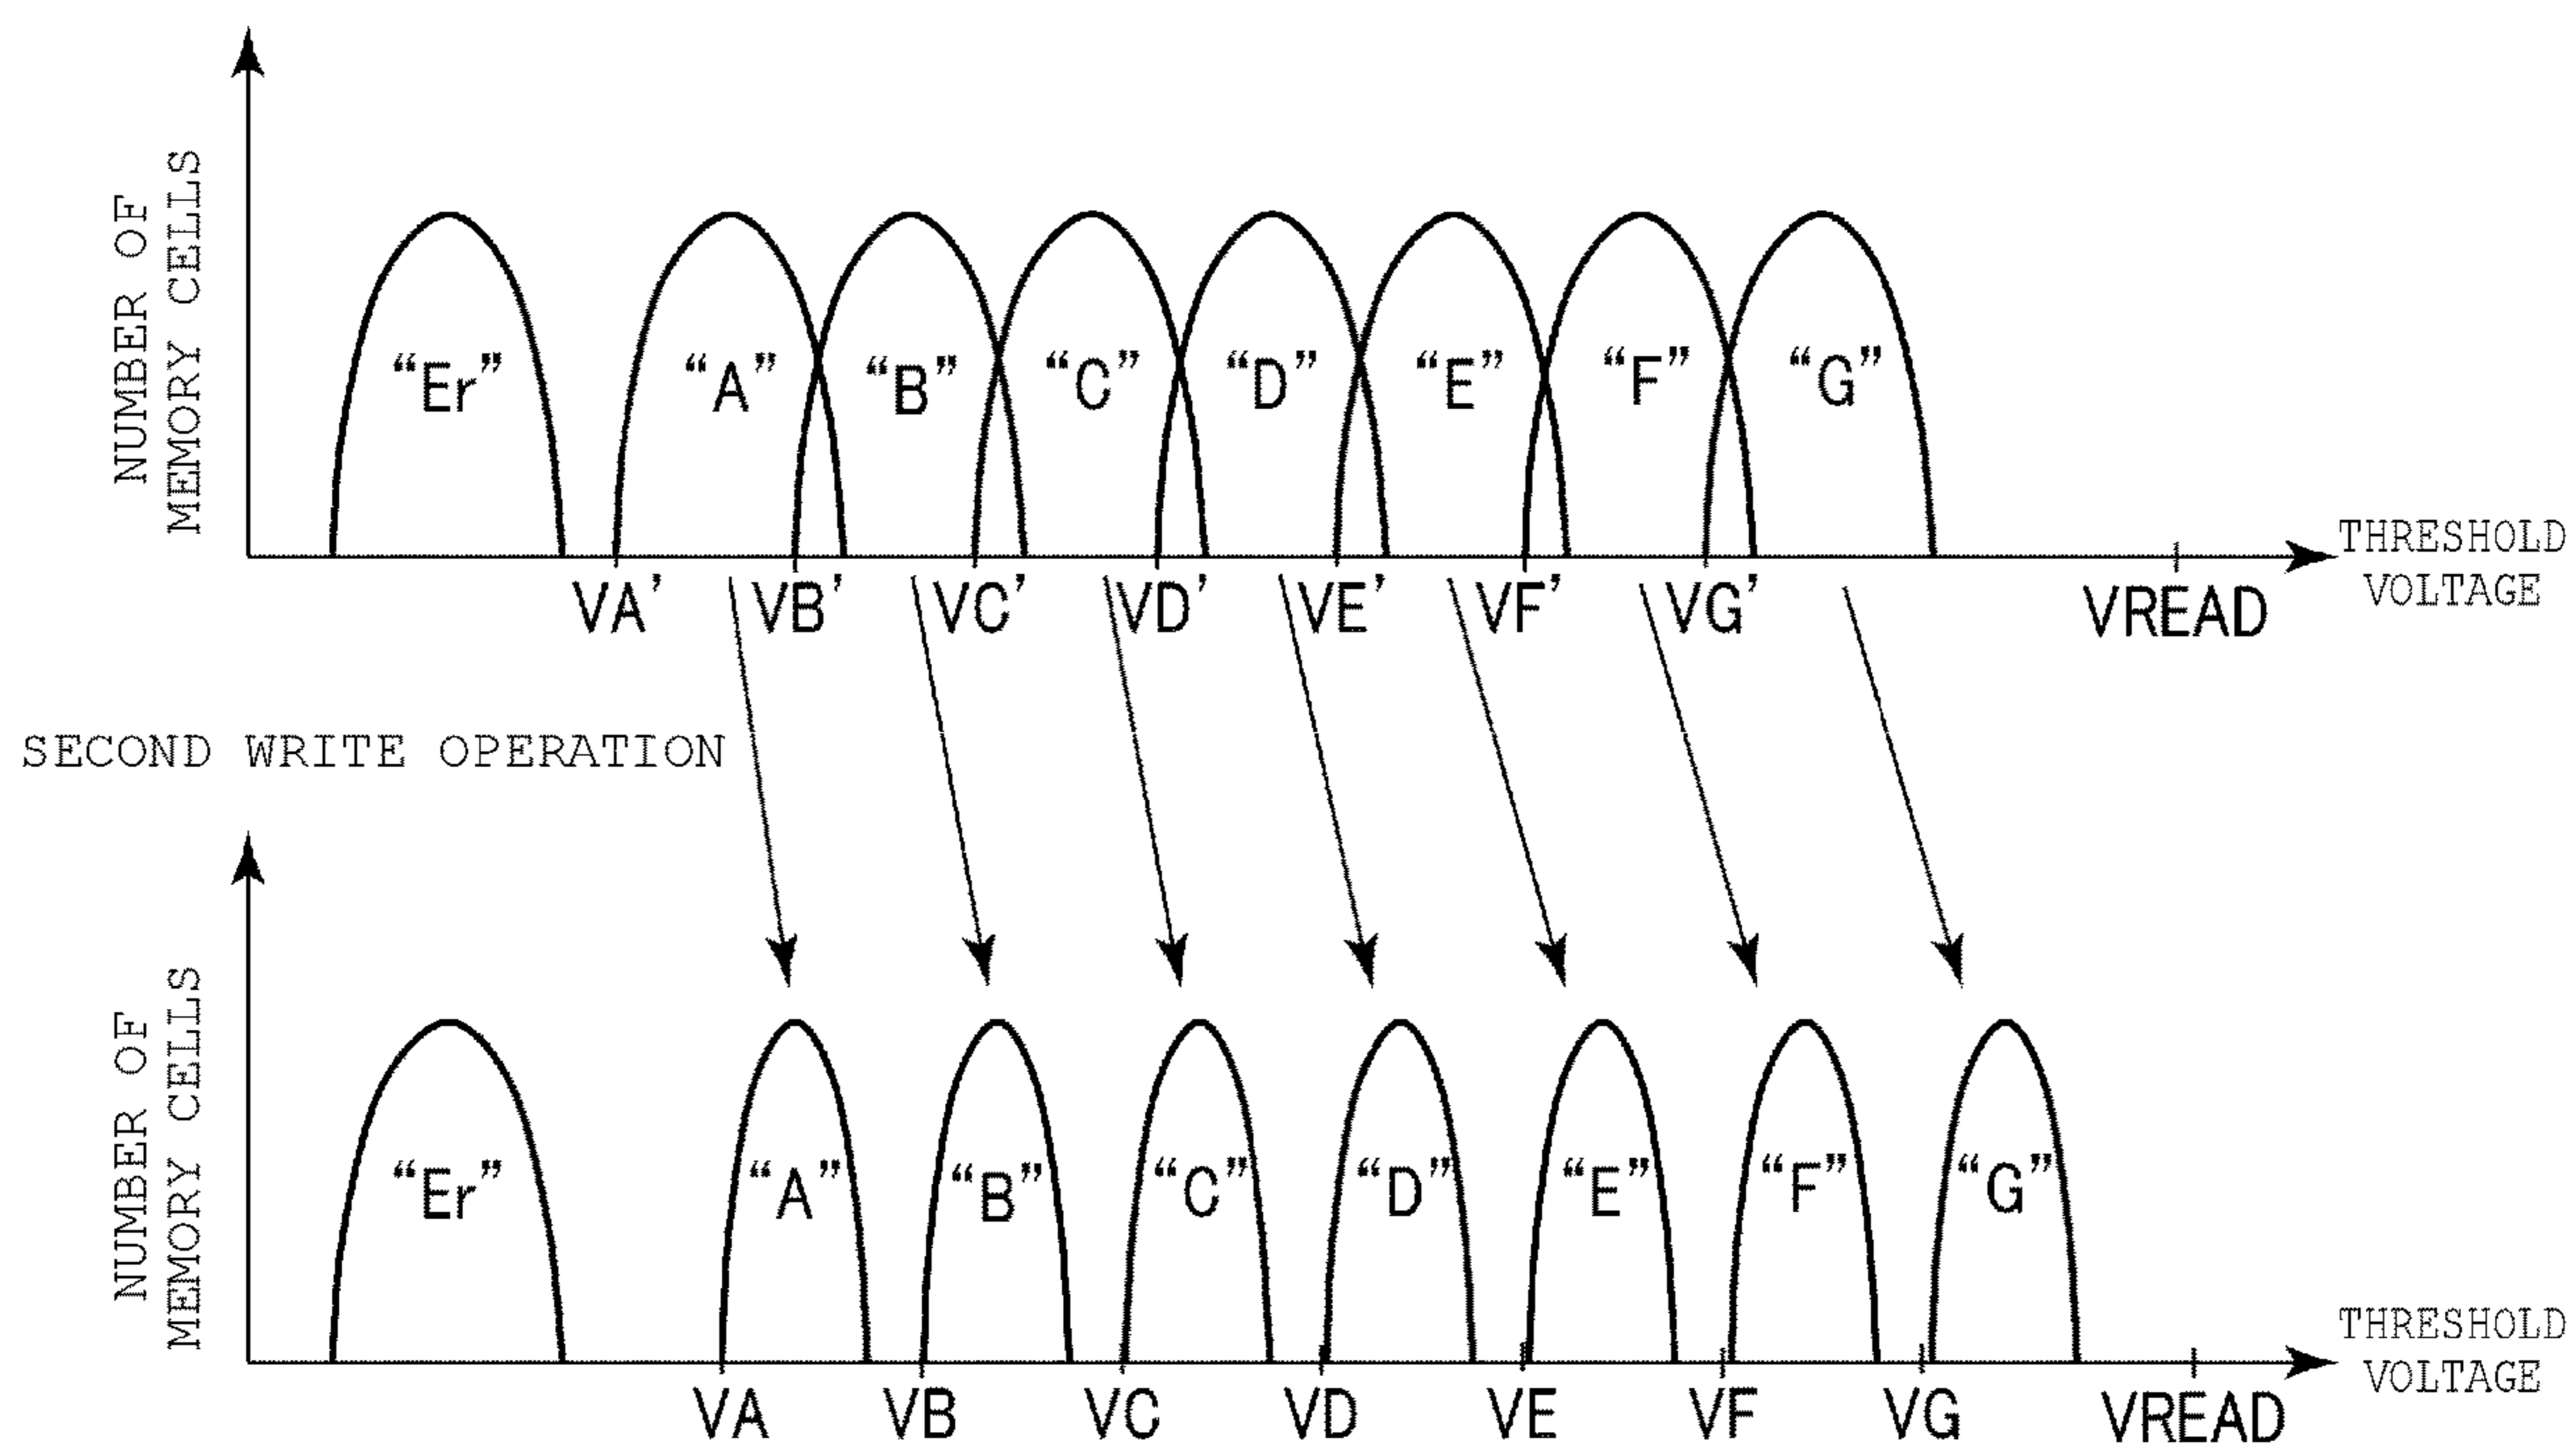 NUMBER OF
MEMORY CELLS
“Er” “A” “B” “C” “D” “E” “F” “G”
THRESHOLD
VOLTAGE
VA’ VB’ VC’ VD’ VE’ VF’ VG’ VREAD
SECOND WRITE OPERATION
NUMBER OF
MEMORY CELLS
“Er” “A” “B” “C” “D” “E” “F” “G”
THRESHOLD
VOLTAGE
VA VB VC VD VE VF VG VREAD